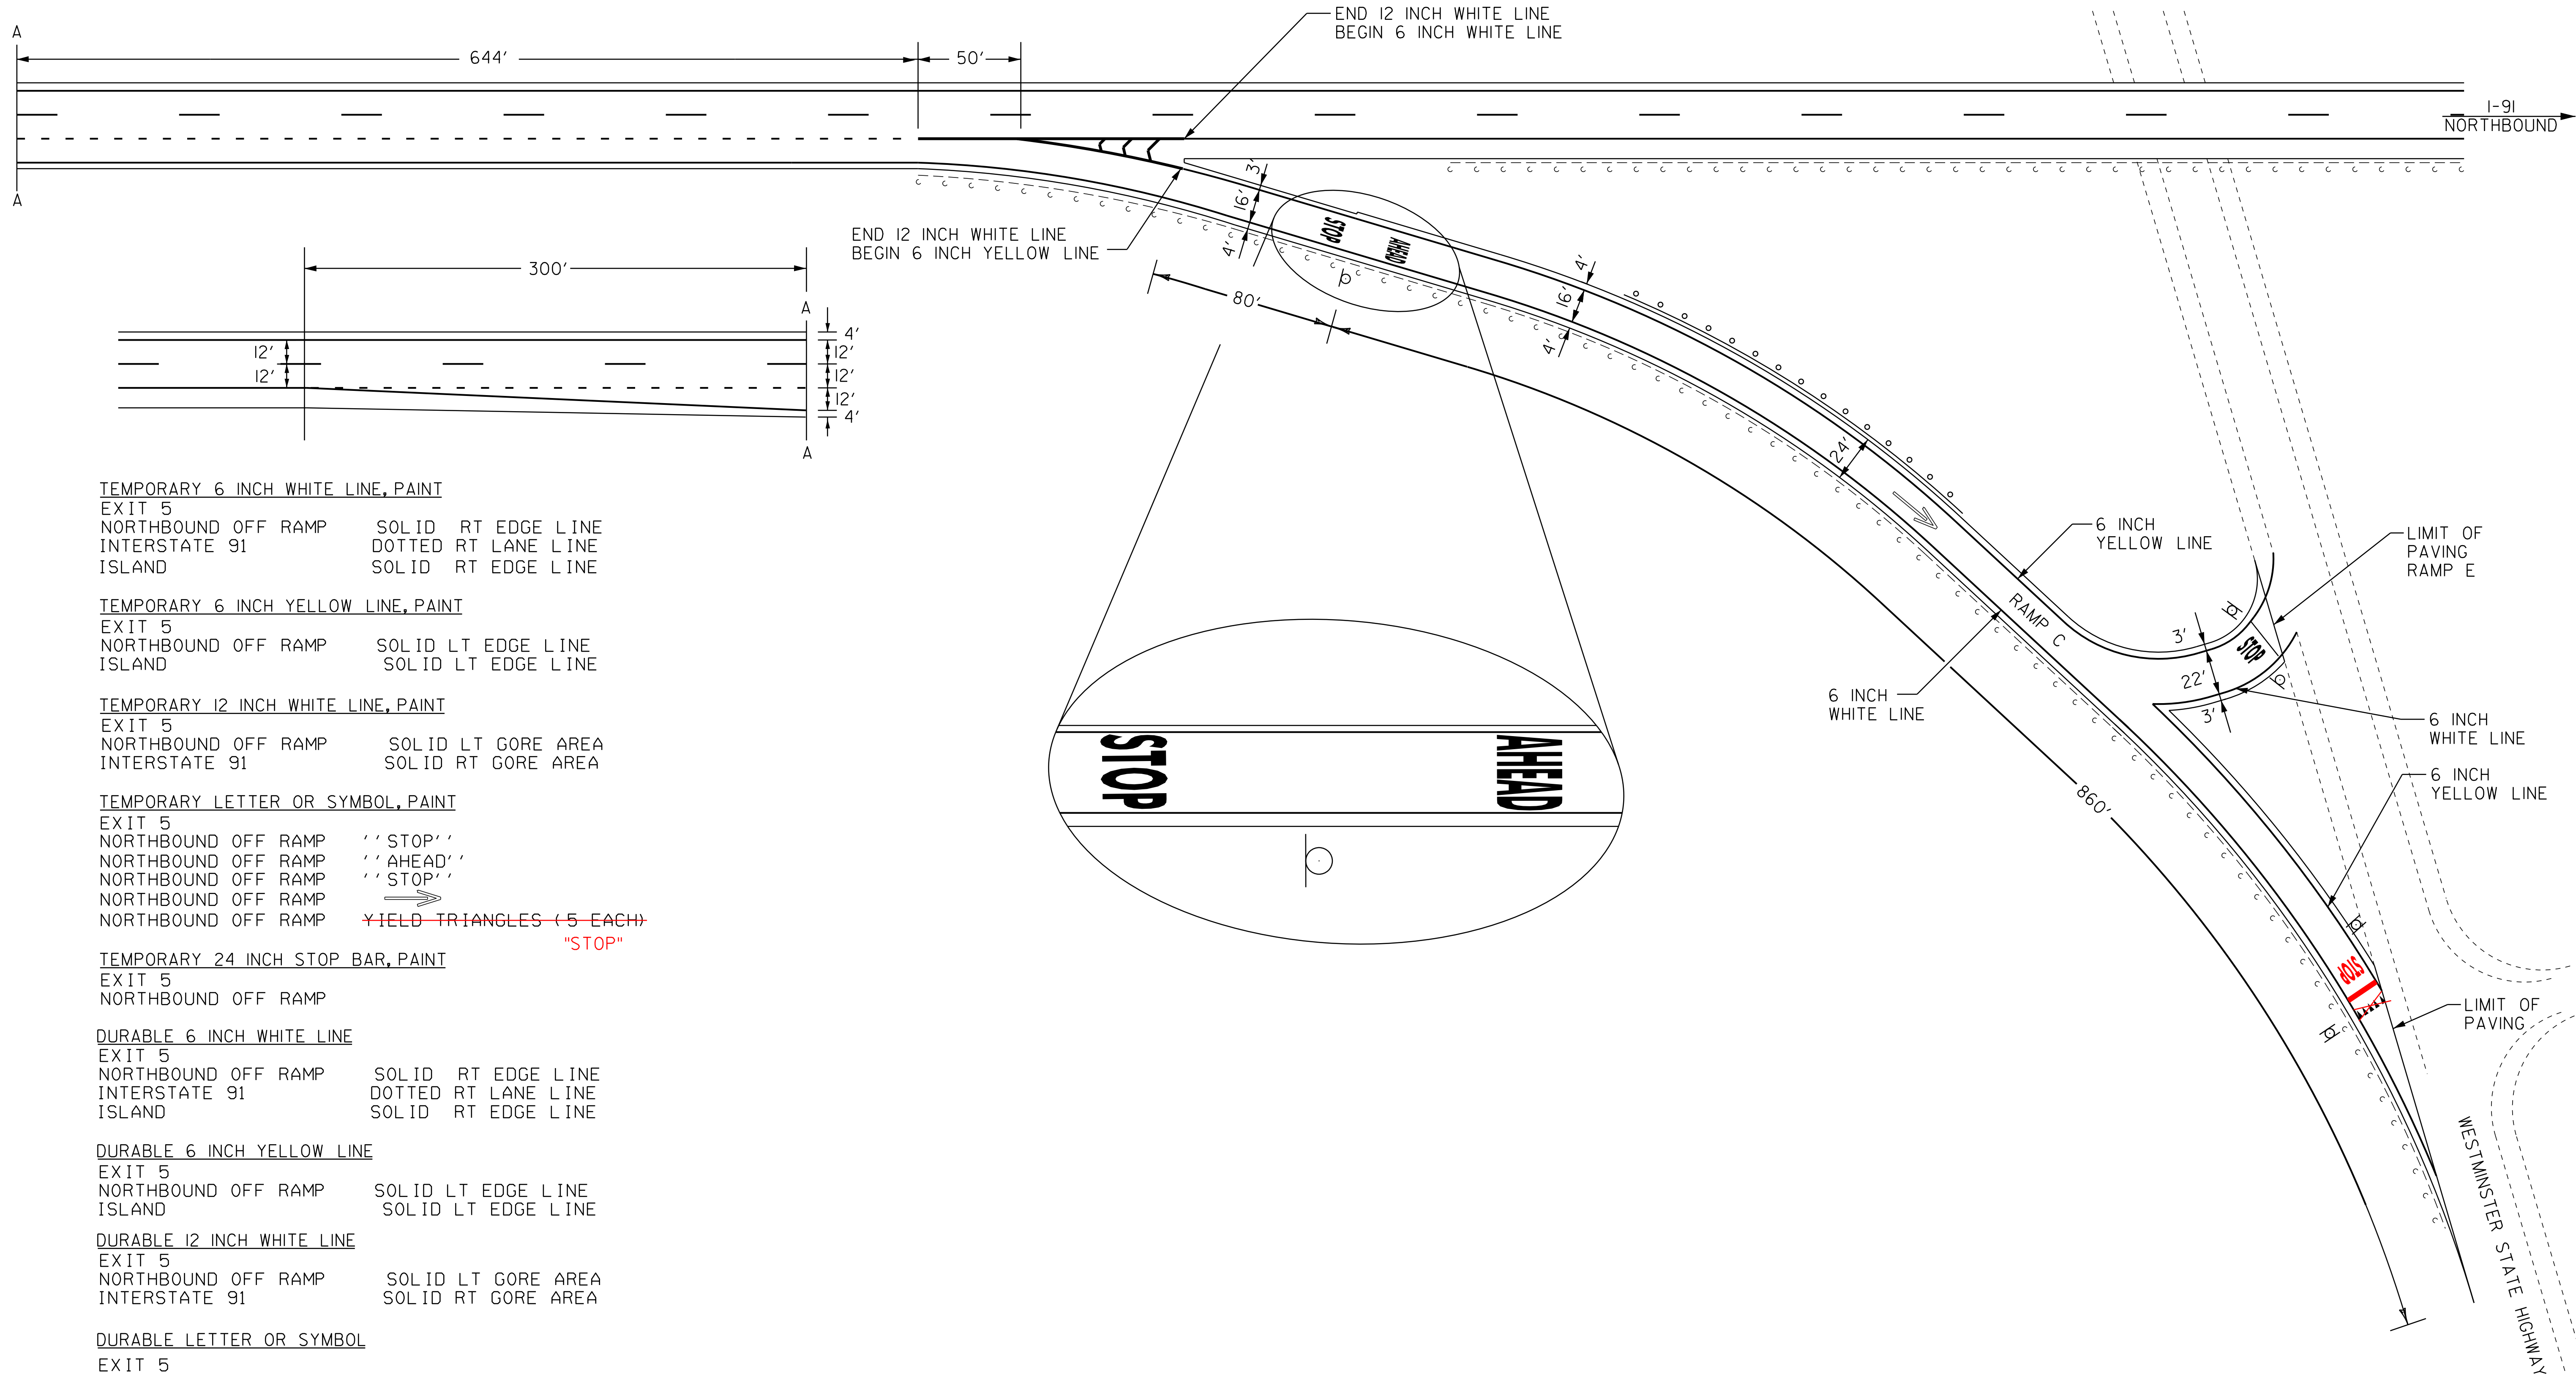 A
644'
50'
END 12 INCH WHITE LINE
BEGIN 6 INCH WHITE LINE
I-91
NORTHBOUND
A
3'
16'
4'
STOP
AHEAD
END 12 INCH WHITE LINE
BEGIN 6 INCH YELLOW LINE
80'
4'
16'
4'
300'
A
4'
12'
12'
12'
12'
12'
4'
A
24'
6 INCH
YELLOW LINE
LIMIT OF
PAVING
RAMP E
RAMP C
3'
22'
3'
STOP
6 INCH
WHITE LINE
6 INCH
WHITE LINE
6 INCH
YELLOW LINE
860'
STOP
AHEAD
STOP
LIMIT OF
PAVING
WESTMINSTER STATE HIGHWAY
TEMPORARY 6 INCH WHITE LINE, PAINT
EXIT 5
NORTHBOUND OFF RAMP SOLID RT EDGE LINE
INTERSTATE 91 DOTTED RT LANE LINE
ISLAND SOLID RT EDGE LINE
TEMPORARY 6 INCH YELLOW LINE, PAINT
EXIT 5
NORTHBOUND OFF RAMP SOLID LT EDGE LINE
ISLAND SOLID LT EDGE LINE
TEMPORARY 12 INCH WHITE LINE, PAINT
EXIT 5
NORTHBOUND OFF RAMP SOLID LT GORE AREA
INTERSTATE 91 SOLID RT GORE AREA
TEMPORARY LETTER OR SYMBOL, PAINT
EXIT 5
NORTHBOUND OFF RAMP ''STOP''
NORTHBOUND OFF RAMP ''AHEAD''
NORTHBOUND OFF RAMP ''STOP''
NORTHBOUND OFF RAMP
NORTHBOUND OFF RAMP YIELD TRIANGLES (5 EACH)
"STOP"
TEMPORARY 24 INCH STOP BAR, PAINT
EXIT 5
NORTHBOUND OFF RAMP
DURABLE 6 INCH WHITE LINE
EXIT 5
NORTHBOUND OFF RAMP SOLID RT EDGE LINE
INTERSTATE 91 DOTTED RT LANE LINE
ISLAND SOLID RT EDGE LINE
DURABLE 6 INCH YELLOW LINE
EXIT 5
NORTHBOUND OFF RAMP SOLID LT EDGE LINE
ISLAND SOLID LT EDGE LINE
DURABLE 12 INCH WHITE LINE
EXIT 5
NORTHBOUND OFF RAMP SOLID LT GORE AREA
INTERSTATE 91 SOLID RT GORE AREA
DURABLE LETTER OR SYMBOL
EXIT 5